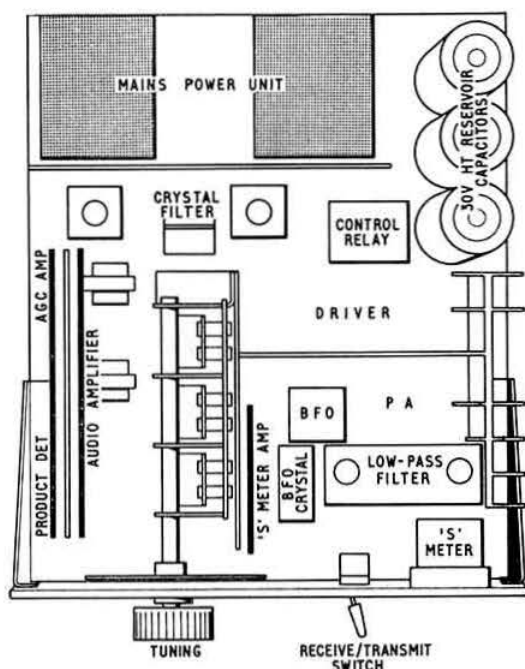 MAINS POWER UNIT
30V HT RESERVOIR
CAPACITORS
CRYSTAL
FILTER
CONTROL
RELAY
AGC AMP
DRIVER
AUDIO AMPLIFIER
PRODUCT DET
BFO
PA
'S' METER AMP
BFO
CRYSTAL
LOW-PASS
FILTER
'S'
METER
TUNING
RECEIVE/TRANSMIT
SWITCH